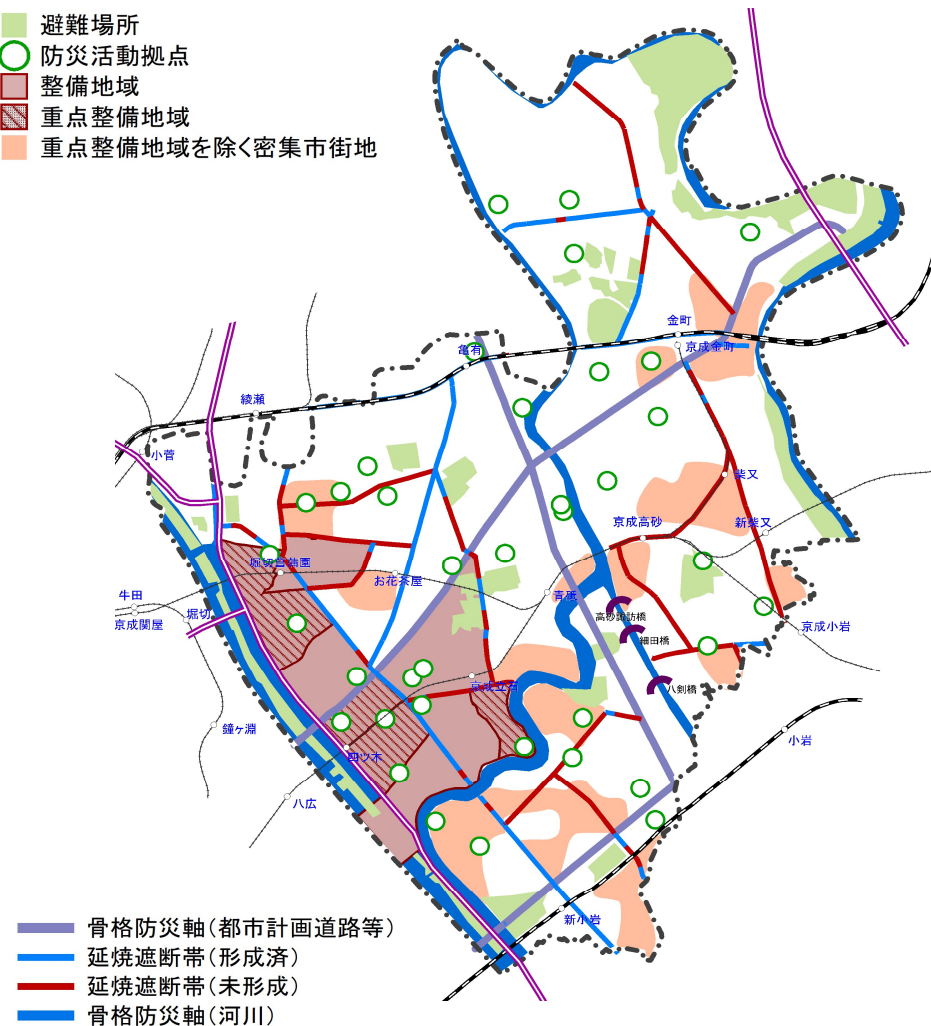 避難場所
防災活動拠点
整備地域
重点整備地域
重点整備地域を除く密集市街地
金町
京成金町
亀有
綾瀬
小菅
柴又
新柴又
京成高砂
堀切菖蒲園
お花茶屋
青砥
牛田
京成関屋
堀切
高砂諏訪橋
細田橋
京成小岩
京成立石
八剣橋
鐘ヶ淵
四ツ木
小岩
八広
新小岩
骨格防災軸(都市計画道路等)
延焼遮断帯(形成済)
延焼遮断帯(未形成)
骨格防災軸(河川)